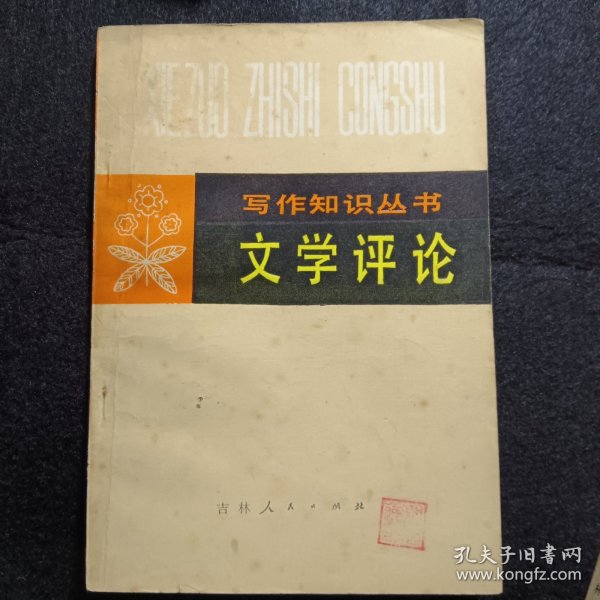 XIEZUO ZHISHI CONGSHU
写作知识丛书
文学评论
吉林人民出版社
孔夫子旧书网
www.kongfz.com